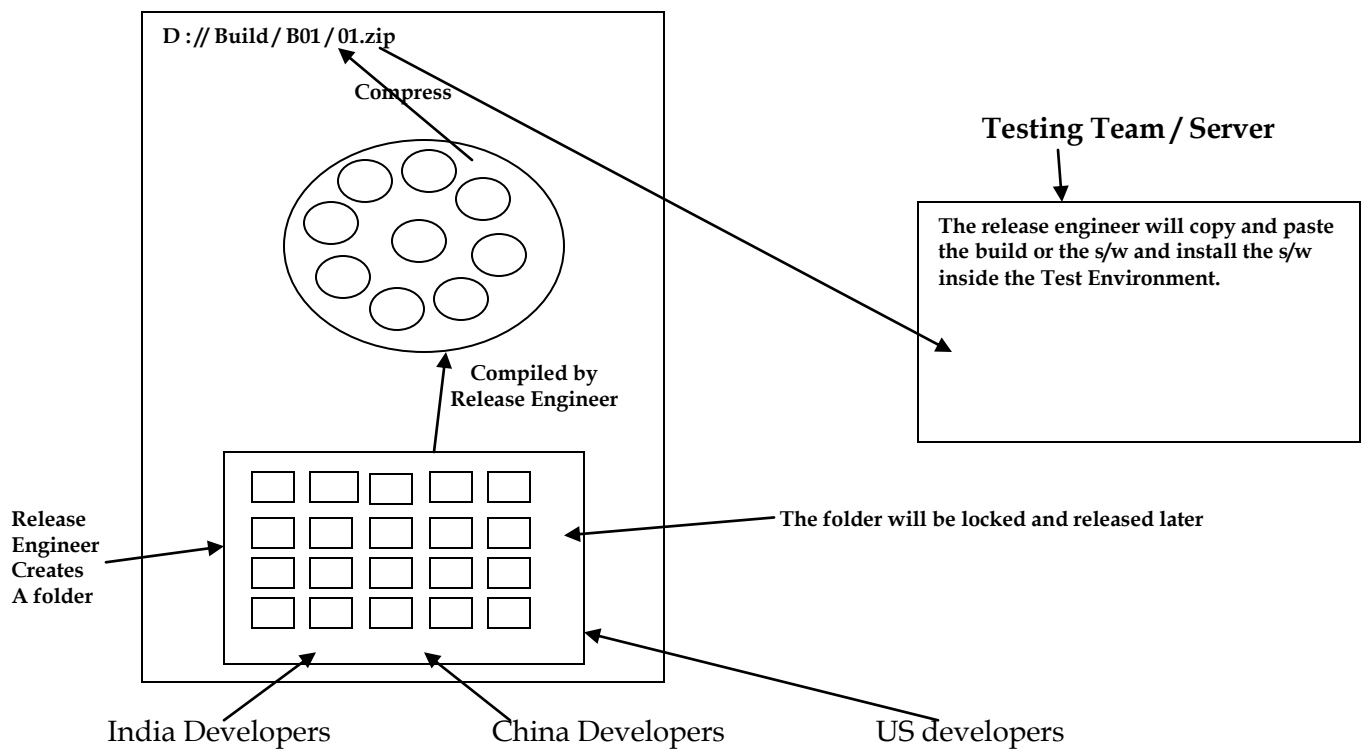 D : // Build / B01 / 01.zip
Compress
Testing Team / Server
The release engineer will copy and paste
the build or the s/w and install the s/w
inside the Test Environment.
Compiled by
Release Engineer
Release
Engineer
Creates
A folder
The folder will be locked and released later
India Developers
China Developers
US developers